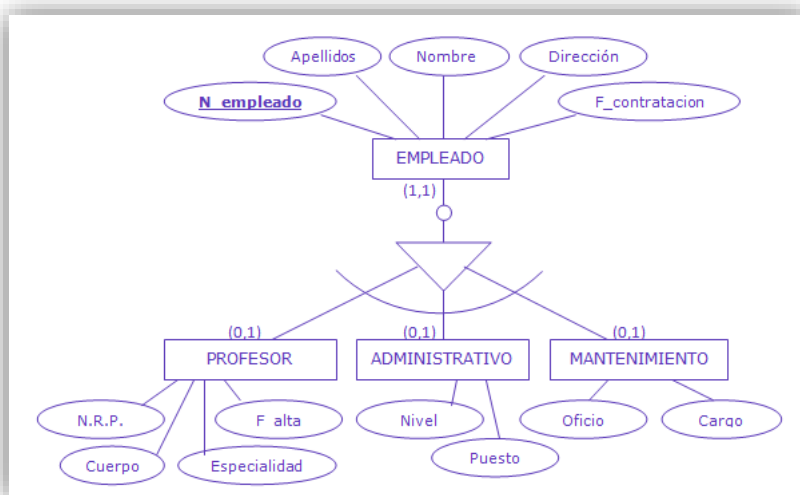 Apellidos
Nombre
Dirección
N_empleado
F_contratacion
EMPLEADO
(1,1)
(0,1)
(0,1)
(0,1)
PROFESOR
ADMINISTRATIVO
MANTENIMIENTO
N.R.P.
F_alta
Nivel
Oficio
Cargo
Cuerpo
Especialidad
Puesto